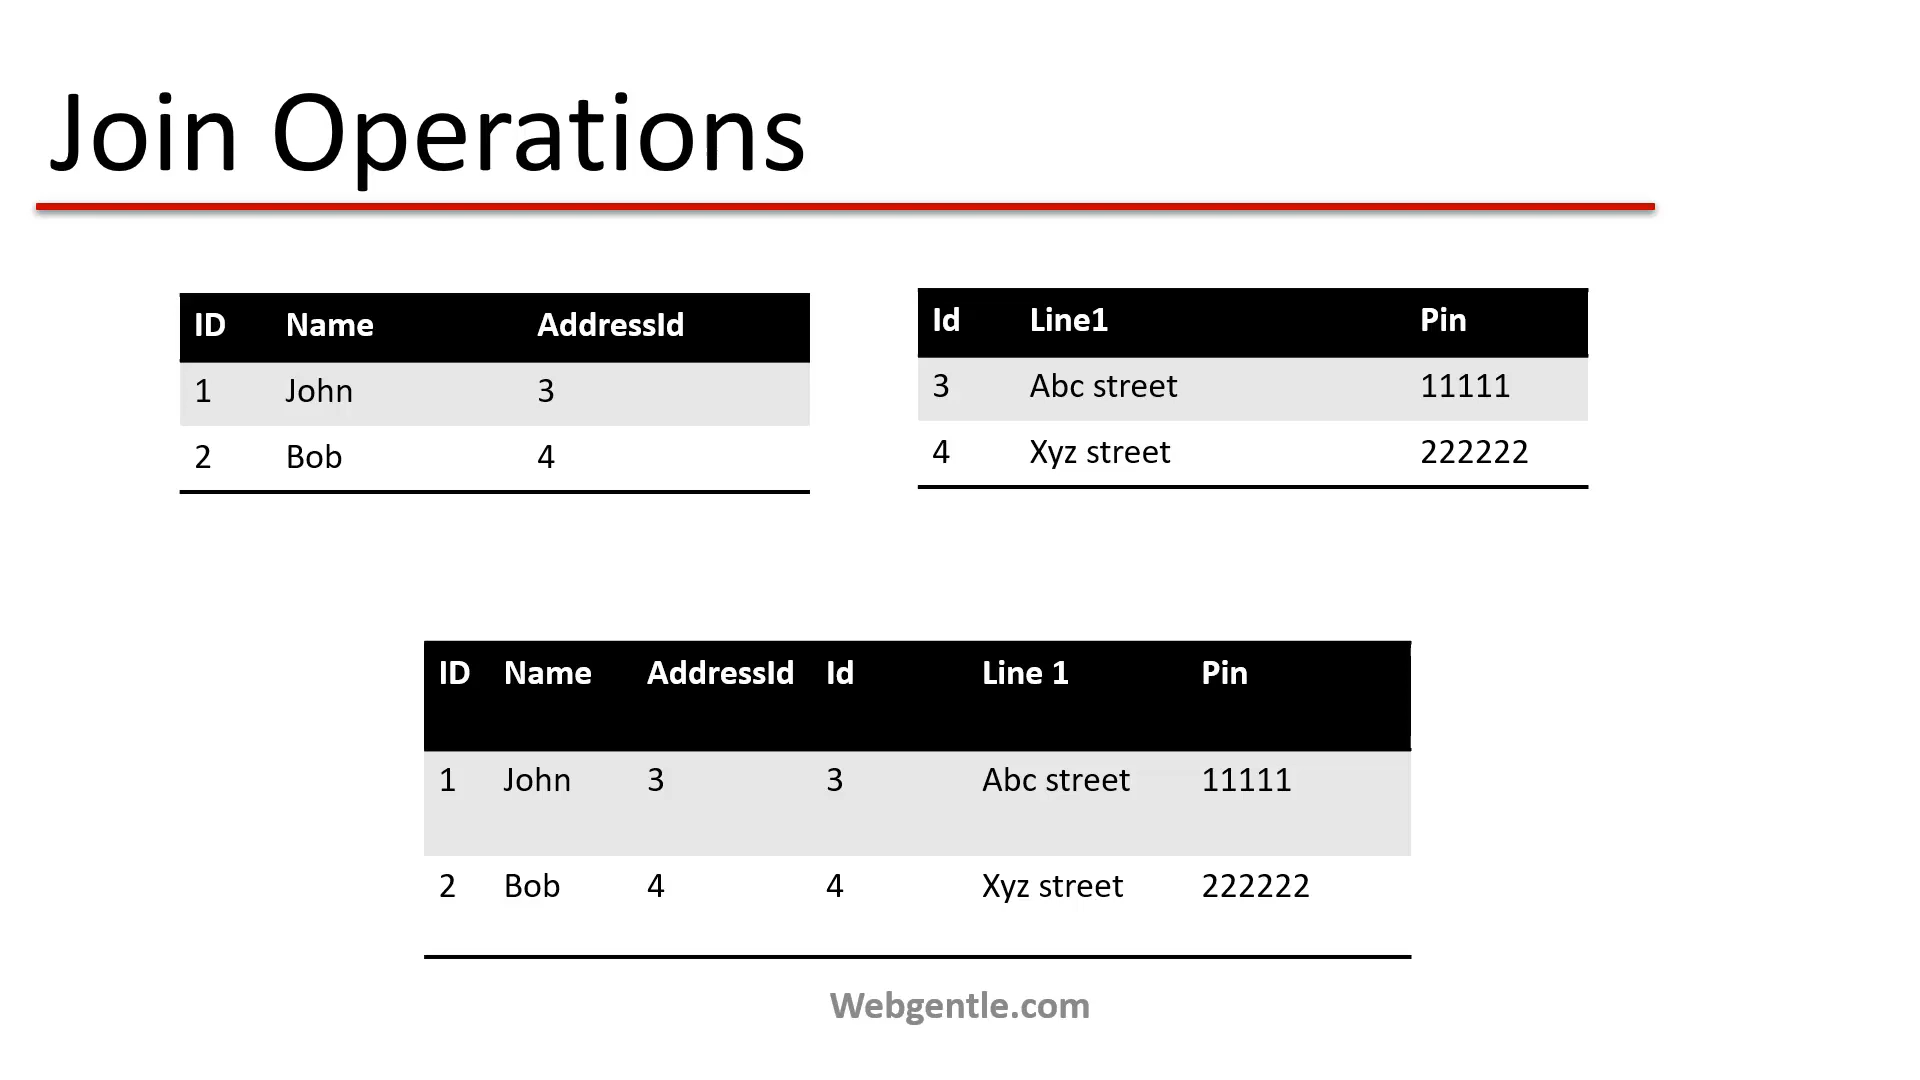 Join Operations
ID Name AddressId
1 John 3
2 Bob 4
Id Line1 Pin
3 Abc street 11111
4 Xyz street 222222
ID Name AddressId Id Line 1 Pin
1 John 3 3 Abc street 11111
2 Bob 4 4 Xyz street 222222
Webgentle.com